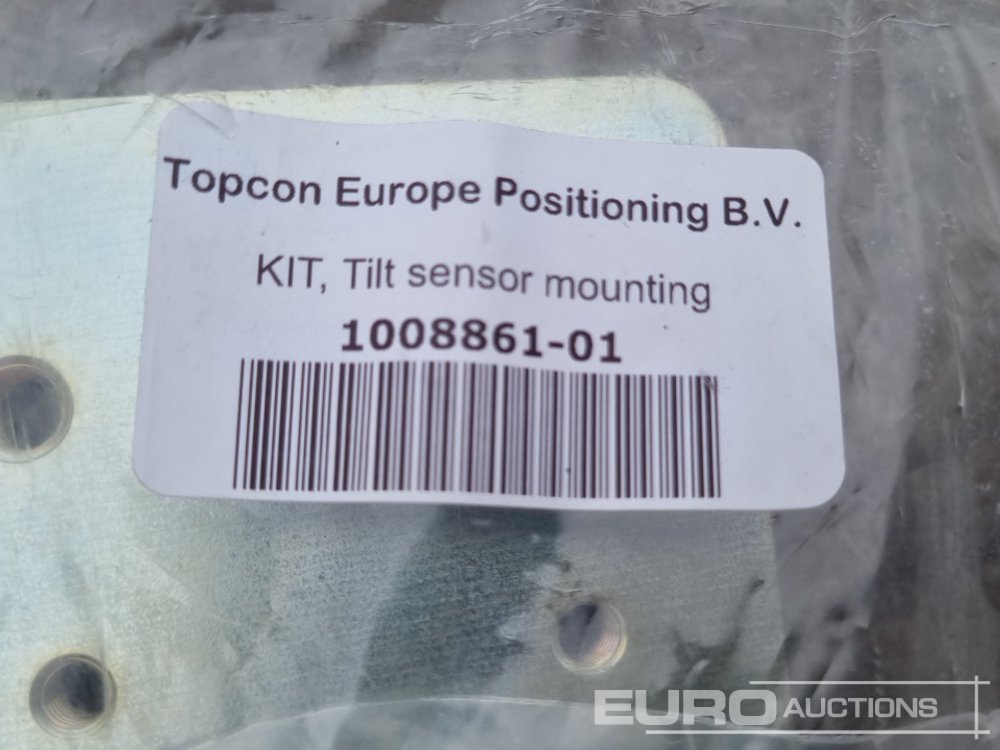 Topcon Europe Positioning B.V.
KIT, Tilt sensor mounting
1008861-01
EURO AUCTIONS